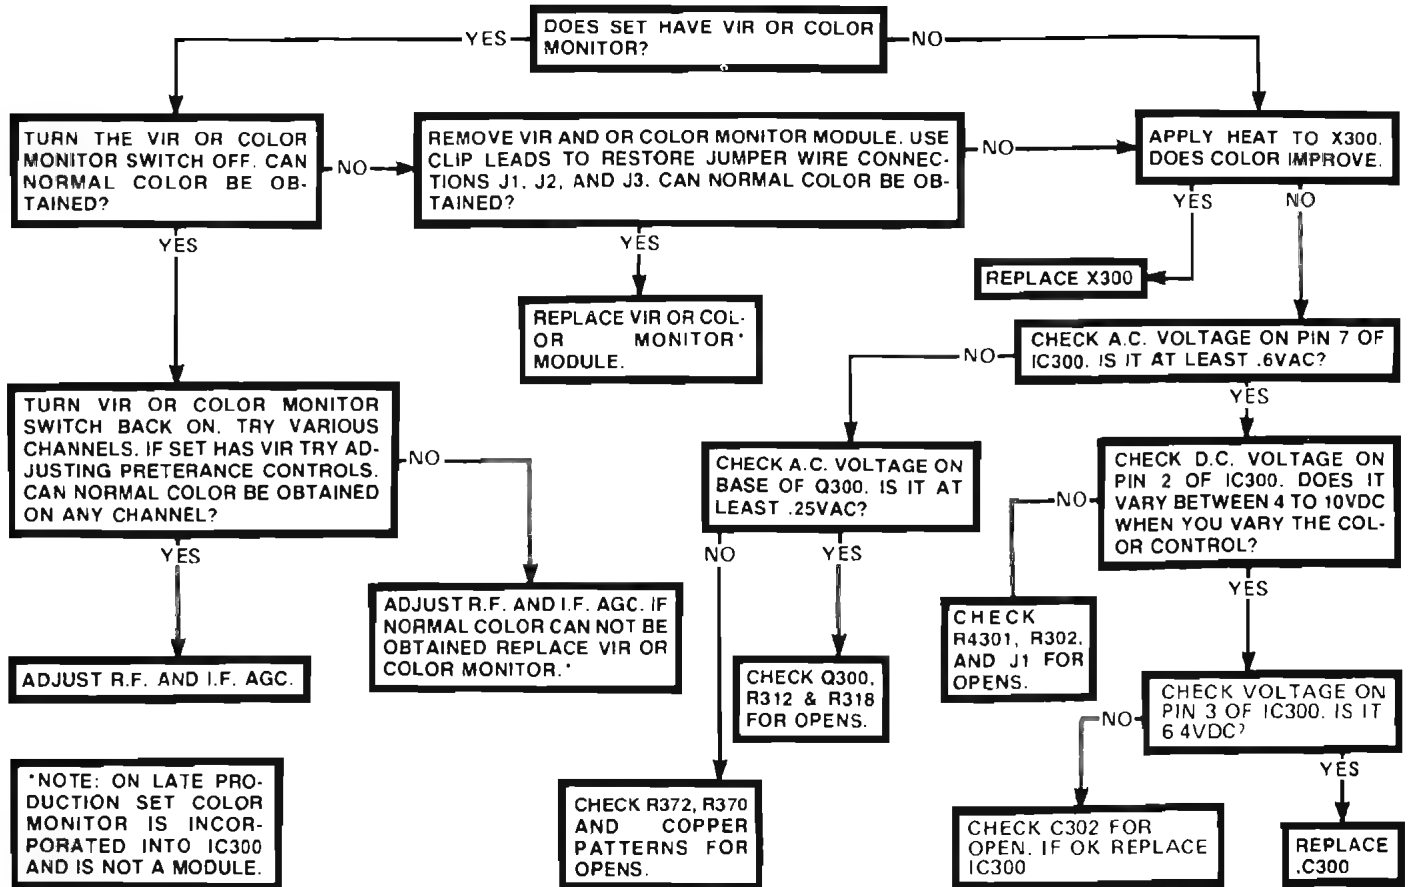 DOES SET HAVE VIR OR COLOR
MONITOR?
YES
NO
TURN THE VIR OR COLOR
MONITOR SWITCH OFF. CAN
NORMAL COLOR BE OB-
TAINED?
NO
REMOVE VIR AND OR COLOR MONITOR MODULE. USE
CLIP LEADS TO RESTORE JUMPER WIRE CONNEC-
TIONS J1, J2, AND J3. CAN NORMAL COLOR BE OB-
TAINED?
NO
APPLY HEAT TO X300.
DOES COLOR IMPROVE.
YES
YES
YES
NO
REPLACE X300
REPLACE VIR OR COL-
OR MONITOR*
MODULE.
CHECK A.C. VOLTAGE ON PIN 7 OF
IC300. IS IT AT LEAST .6VAC?
NO
YES
TURN VIR OR COLOR MONITOR
SWITCH BACK ON. TRY VARIOUS
CHANNELS. IF SET HAS VIR TRY AD-
JUSTING PRETERANCE CONTROLS.
CAN NORMAL COLOR BE OBTAINED
ON ANY CHANNEL?
NO
YES
CHECK A.C. VOLTAGE ON
BASE OF Q300. IS IT AT
LEAST .25VAC?
NO
YES
CHECK D.C. VOLTAGE ON
PIN 2 OF IC300. DOES IT
VARY BETWEEN 4 TO 10VDC
WHEN YOU VARY THE COL-
OR CONTROL?
NO
YES
ADJUST R.F. AND I.F. AGC.
ADJUST R.F. AND I.F. AGC. IF
NORMAL COLOR CAN NOT BE
OBTAINED REPLACE VIR OR
COLOR MONITOR.*
CHECK Q300,
R312 & R318
FOR OPENS.
CHECK
R4301, R302,
AND J1 FOR
OPENS.
CHECK VOLTAGE ON
PIN 3 OF IC300. IS IT
6 4VDC?
NO
YES
*NOTE: ON LATE PRO-
DUCTION SET COLOR
MONITOR IS INCOR-
PORATED INTO IC300
AND IS NOT A MODULE.
CHECK R372, R370
AND COPPER
PATTERNS FOR
OPENS.
CHECK C302 FOR
OPEN. IF OK REPLACE
IC300
REPLACE
.C300